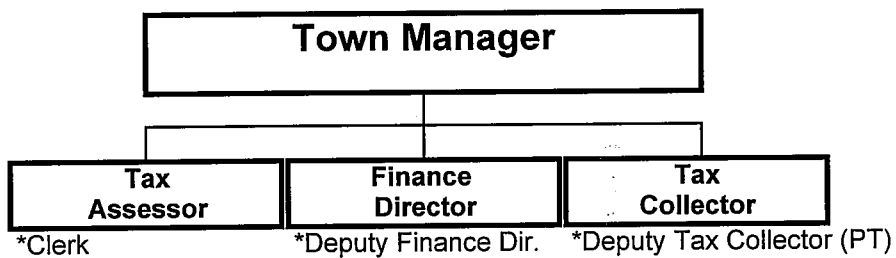 Town Manager
Tax
Assessor
*Clerk
Finance
Director
*Deputy Finance Dir.
Tax
Collector
*Deputy Tax Collector (PT)